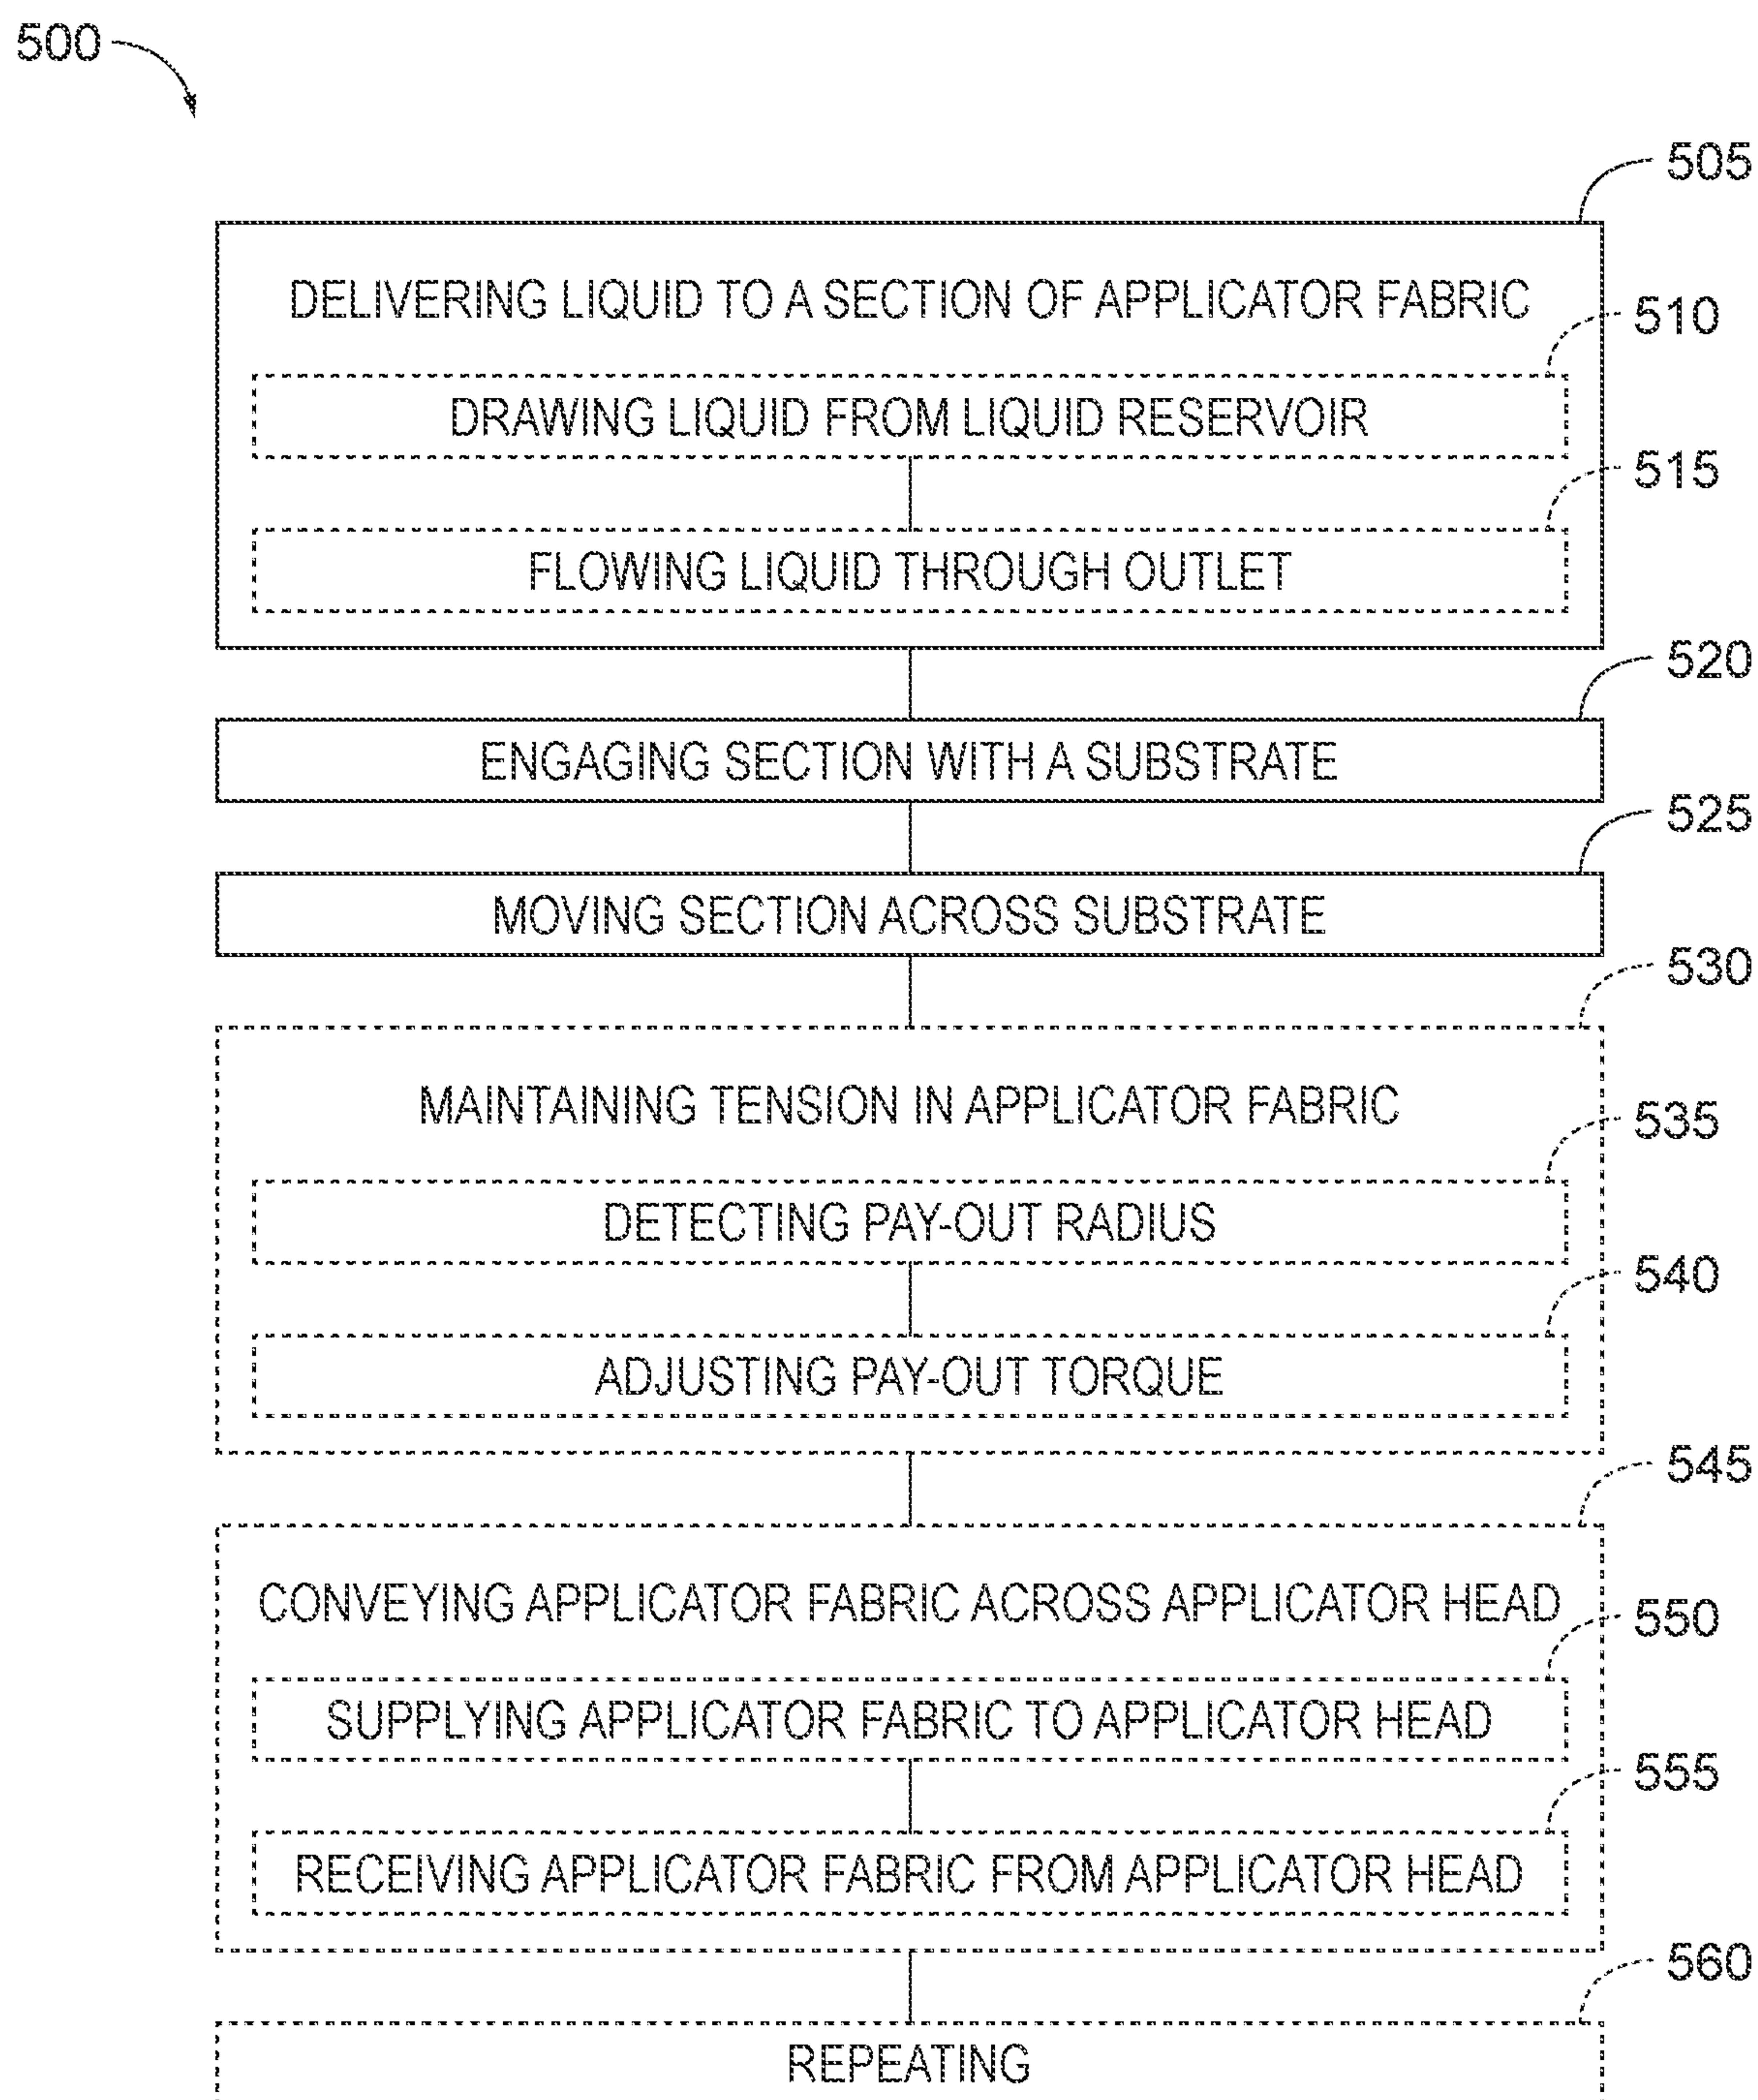 500
505
DELIVERING LIQUID TO A SECTION OF APPLICATOR FABRIC
510
DRAWING LIQUID FROM LIQUID RESERVOIR
515
FLOWING LIQUID THROUGH OUTLET
520
ENGAGING SECTION WITH A SUBSTRATE
525
MOVING SECTION ACROSS SUBSTRATE
530
MAINTAINING TENSION IN APPLICATOR FABRIC
535
DETECTING PAY-OUT RADIUS
540
ADJUSTING PAY-OUT TORQUE
545
CONVEYING APPLICATOR FABRIC ACROSS APPLICATOR HEAD
550
SUPPLYING APPLICATOR FABRIC TO APPLICATOR HEAD
555
RECEIVING APPLICATOR FABRIC FROM APPLICATOR HEAD
560
REPEATING